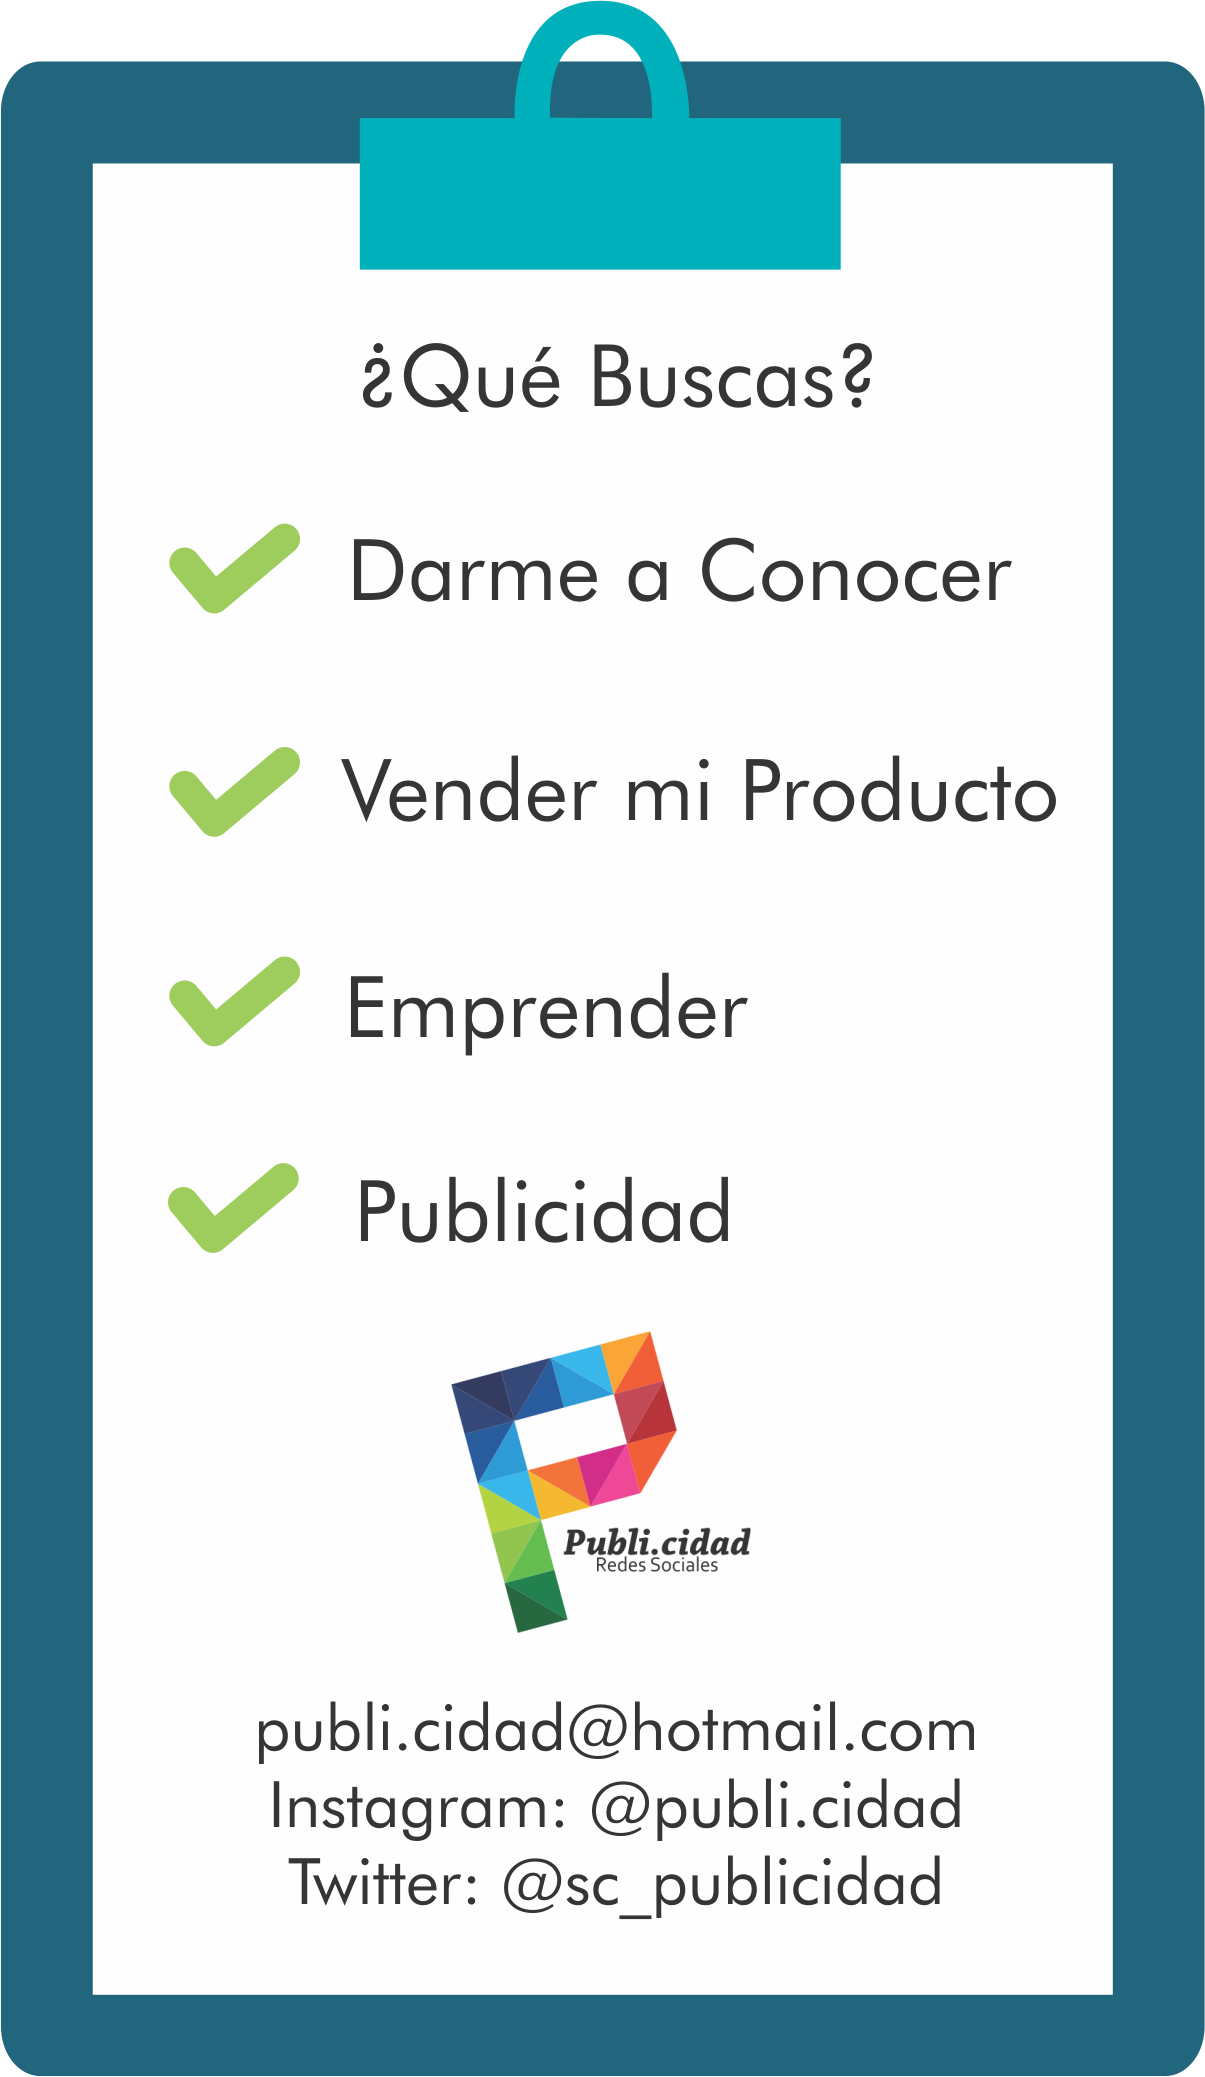 ¿Qué Buscas?
Darme a Conocer
Vender mi Producto
Emprender
Publicidad
Publi.cidad
Redes Sociales
publi.cidad@hotmail.com
Instagram: @publi.cidad
Twitter: @sc_publicidad